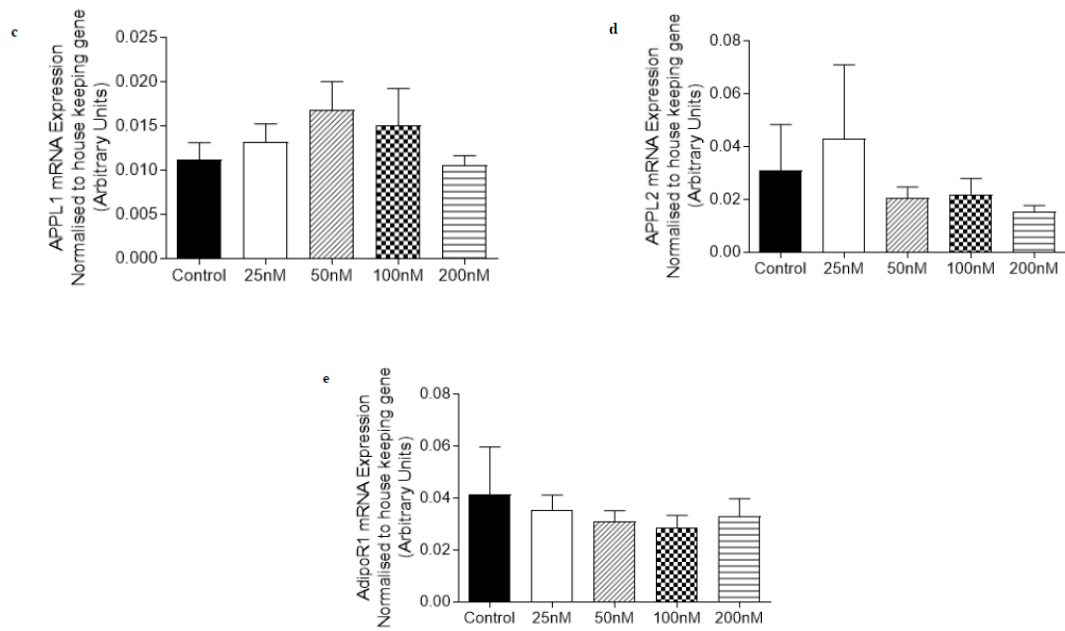 c
APPL1 mRNA Expression
Normalised to house keeping gene
(Arbitrary Units)
0.025
0.020
0.015
0.010
0.005
0.000
Control 25nM 50nM 100nM 200nM
d
APPL2 mRNA Expression
Normalised to house keeping gene
(Arbitrary Units)
0.08
0.06
0.04
0.02
0.00
Control 25nM 50nM 100nM 200nM
e
AdipoR1 mRNA Expression
Normalised to house keeping gene
(Arbitrary Units)
0.08
0.06
0.04
0.02
0.00
Control 25nM 50nM 100nM 200nM